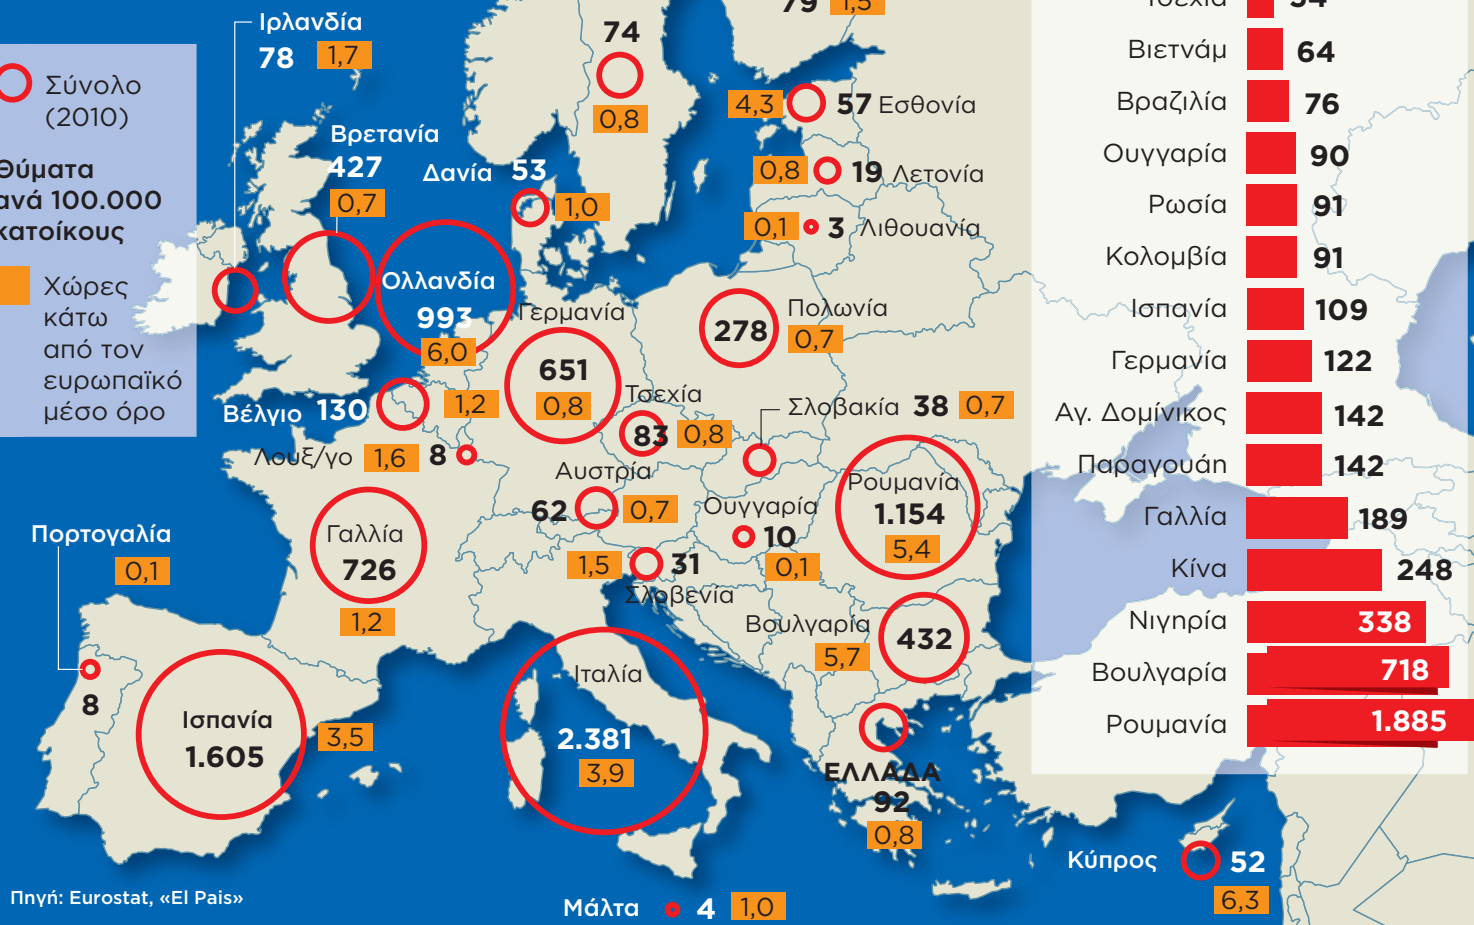 Ιρλανδία
78 1,7
Σύνολο
(2010)
Θύματα
ανά 100.000
κατοίκους
Χώρες
κάτω
από τον
ευρωπαϊκό
μέσο όρο
74
0,8
79 1,5
4,3 57 Εσθονία
0,8 19 Λετονία
0,1 3 Λιθουανία
Βρετανία
427
0,7
Δανία 53
1,0
Ολλανδία
993
6,0
Γερμανία
651
0,8
Πολωνία
278 0,7
Βέλγιο 130 1,2
Τσεχία
83 0,8
Σλοβακία 38 0,7
Λουξ/γο 1,6 8
Αυστρία
62 0,7
Ουγγαρία
10
0,1
Ρουμανία
1.154
5,4
Γαλλία
726
1,2
1,5 31
Σλοβενία
Πορτογαλία
0,1
8
Βουλγαρία
432
5,7
Ισπανία
1.605
3,5
Ιταλία
2.381
3,9
ΕΛΛΑΔΑ
92
0,8
Κύπρος 52
6,3
Μάλτα 4 1,0
Πηγή: Eurostat, «El Pais»
Τσεχία 54
Βιετνάμ 64
Βραζιλία 76
Ουγγαρία 90
Ρωσία 91
Κολομβία 91
Ισπανία 109
Γερμανία 122
Αγ. Δομίνικος 142
Παραγουάη 142
Γαλλία 189
Κίνα 248
Νιγηρία 338
Βουλγαρία 718
Ρουμανία 1.885